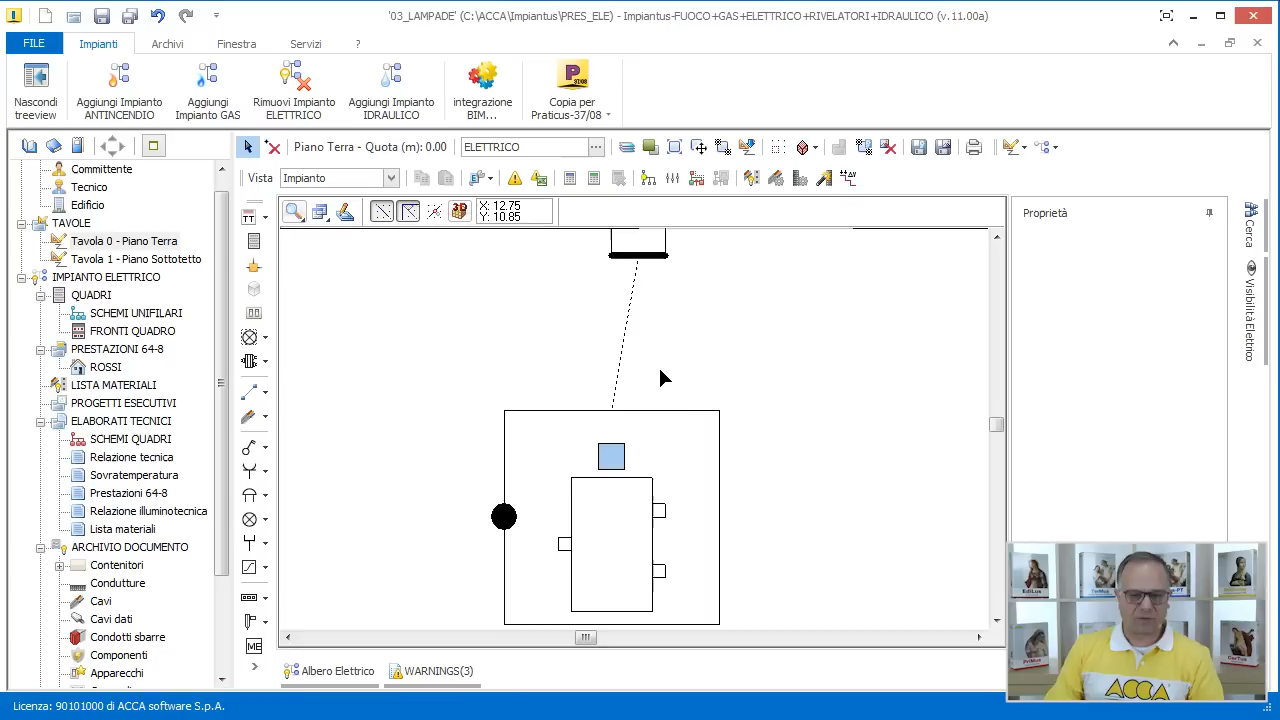 '03_LAMPADE' (C:\ACCA\Impiantus\PRES_ELE) - Impiantus-FUOCO+GAS+ELETTRICO+RIVELATORI+IDRAULICO (v.11.00a)
FILE Impianti Archivi Finestra Servizi ?
Nascondi treeview
Aggiungi Impianto ANTINCENDIO
Aggiungi Impianto GAS
Rimuovi Impianto ELETTRICO
Aggiungi Impianto IDRAULICO
integrazione BIM...
Copia per Praticus-37/08
Piano Terra - Quota (m): 0.00 ELETTRICO ...
Vista Impianto
X: 12.75
Y: 10.85
TT
3D
Committente
Tecnico
Edificio
TAVOLE
Tavola 0 - Piano Terra
Tavola 1 - Piano Sottotetto
IMPIANTO ELETTRICO
QUADRI
SCHEMI UNIFILARI
FRONTI QUADRO
PRESTAZIONI 64-8
ROSSI
LISTA MATERIALI
PROGETTI ESECUTIVI
ELABORATI TECNICI
SCHEMI QUADRI
Relazione tecnica
Sovratemperatura
Prestazioni 64-8
Relazione illuminotecnica
Lista materiali
ARCHIVIO DOCUMENTO
Contenitori
Condutture
Cavi
Cavi dati
Condotti sbarre
Componenti
Apparecchi
ME
Proprietà
Cerca
Visibilità Elettrico
Albero Elettrico WARNINGS(3)
EdiLus
PriMus
CerTus
ACCA
Licenza: 90101000 di ACCA software S.p.A.